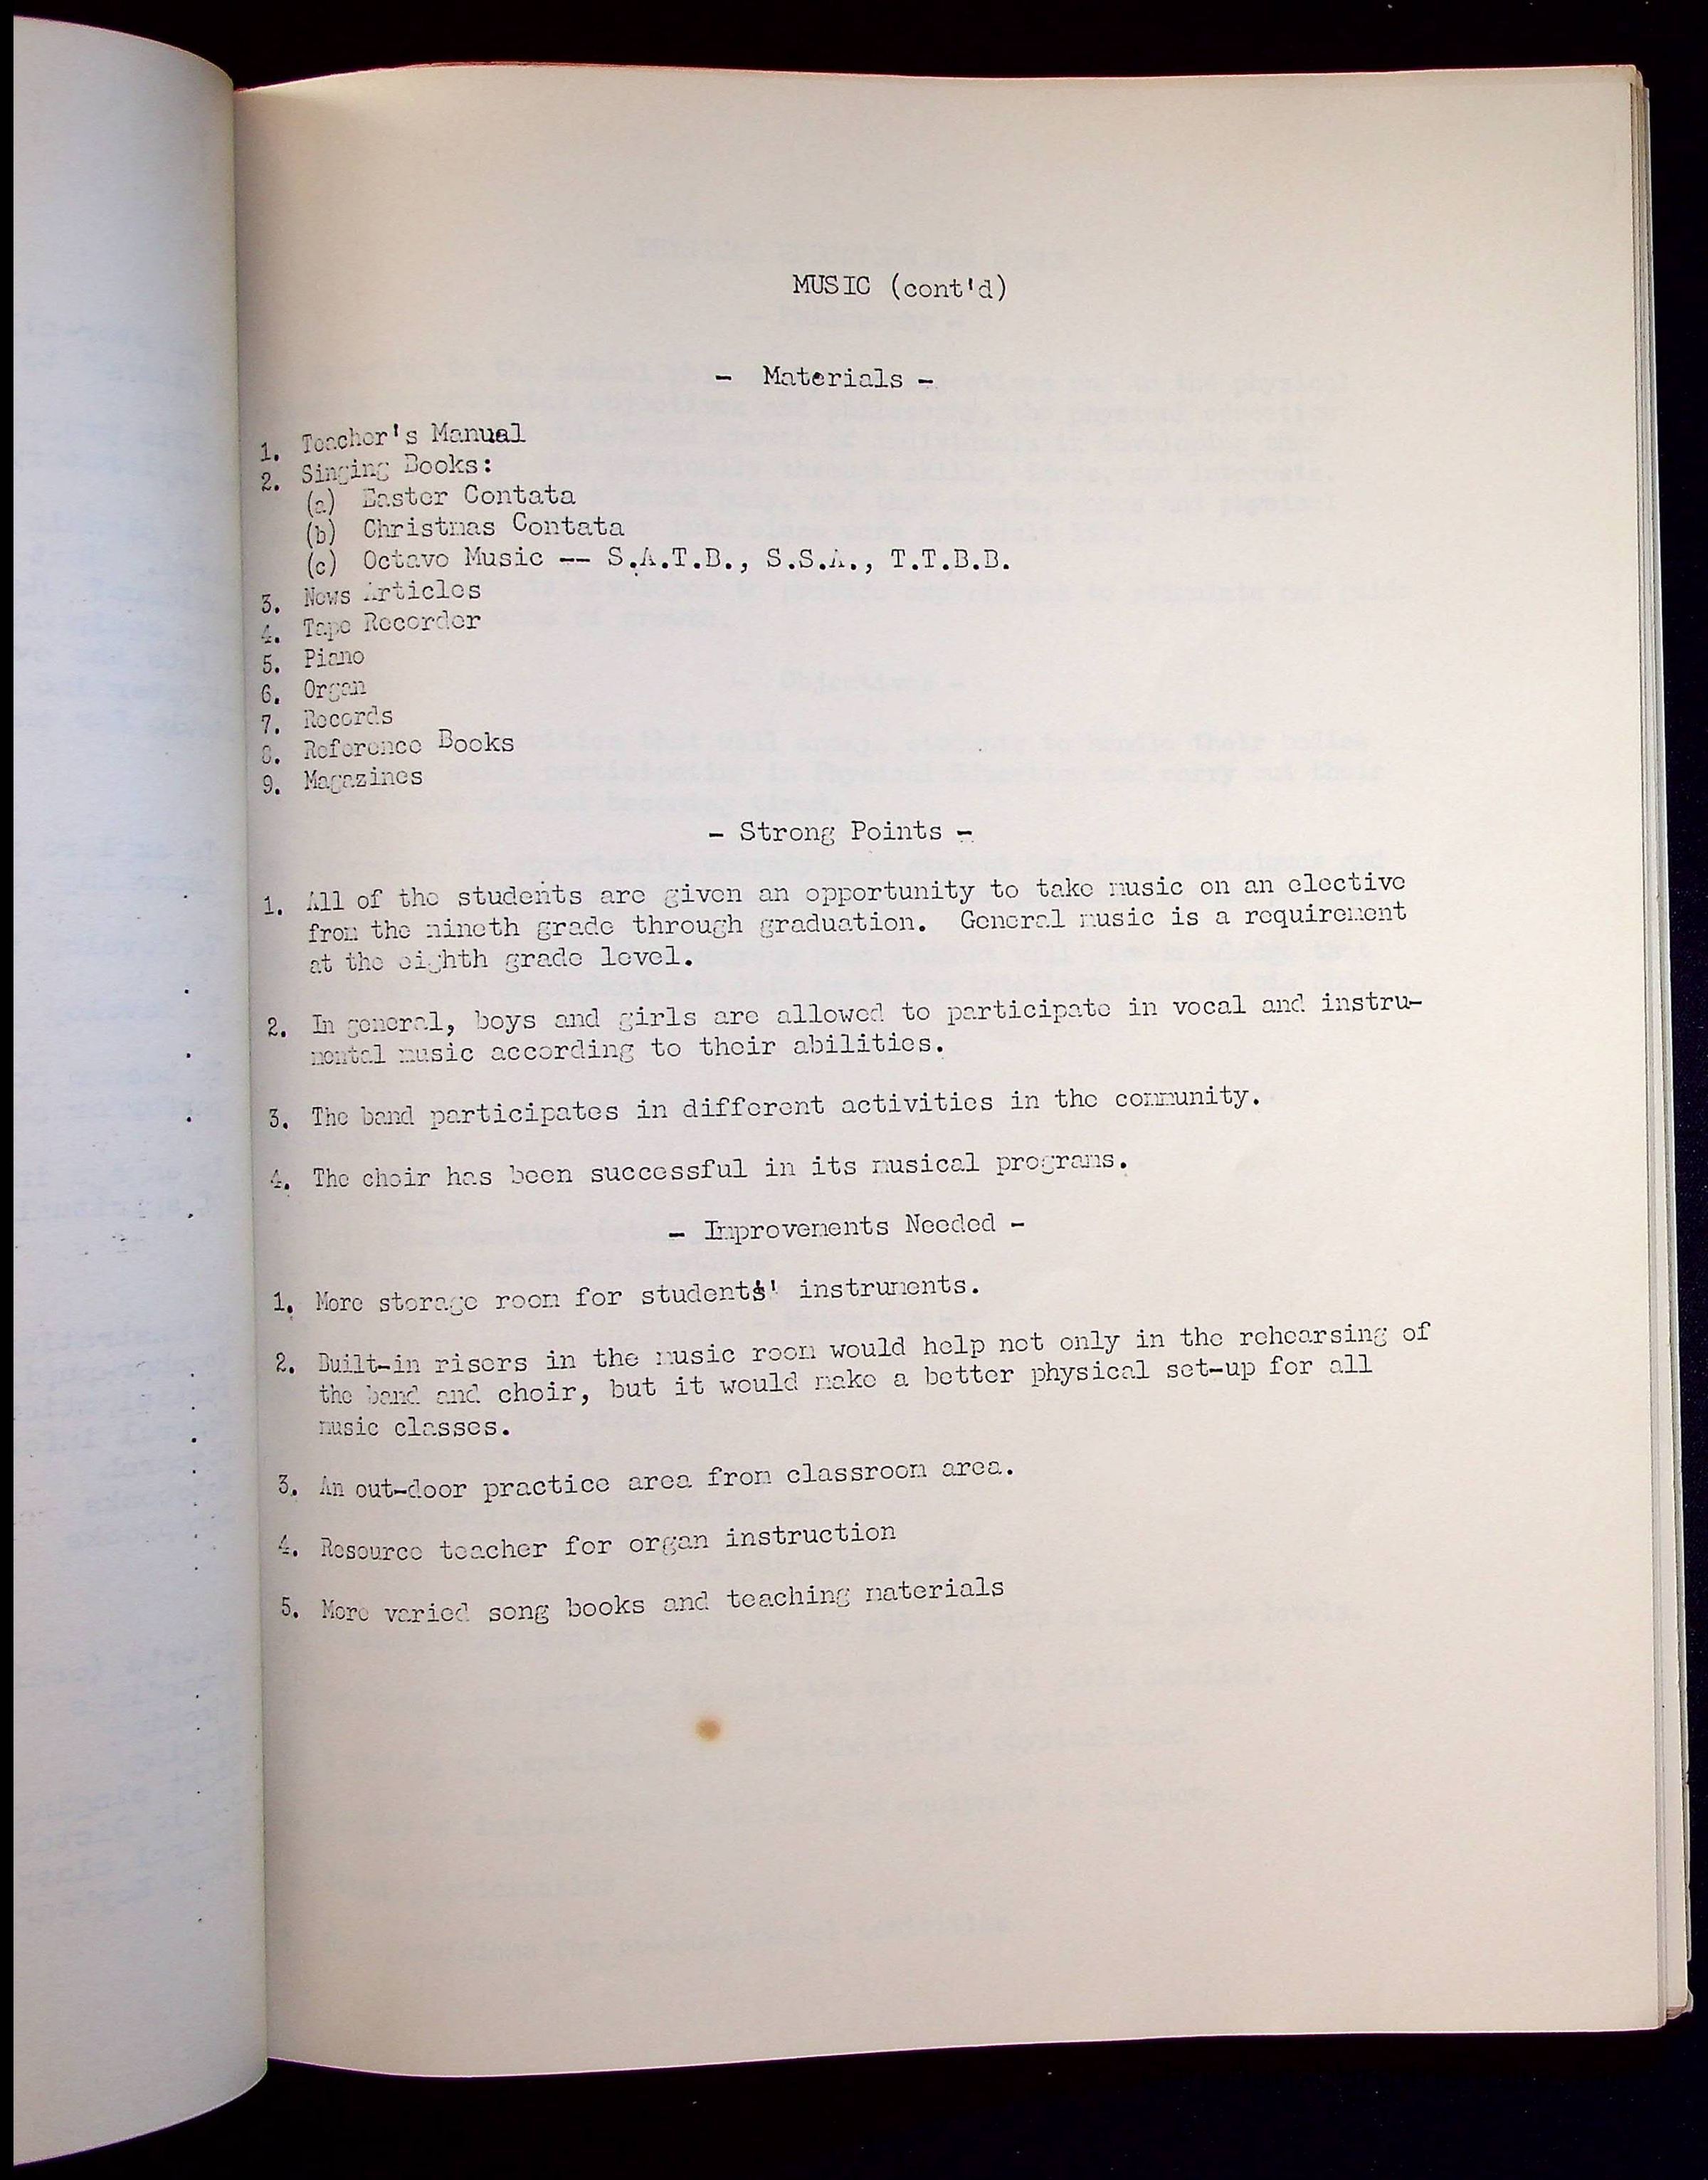 MUSIC (cont'd)
- Materials -
1. Teacher's Manual
2. Singing Books:
(a) Easter Contata
(b) Christmas Contata
(c) Octavo Music -- S.A.T.B., S.S.A., T.T.B.B.
3. News Articles
4. Tape Recorder
5. Piano
6. Organ
7. Records
8. Reference Books
9. Magazines
- Strong Points -
1. All of the students are given an opportunity to take music on an elective
from the nineth grade through graduation. General music is a requirement
at the eighth grade level.
2. In general, boys and girls are allowed to participate in vocal and instru-
mental music according to their abilities.
3. The band participates in different activities in the community.
4. The choir has been successful in its musical programs.
- Improvements Needed -
1. More storage room for students' instruments.
2. Built-in risers in the music room would help not only in the rehearsing of
the band and choir, but it would make a better physical set-up for all
music classes.
3. An out-door practice area from classroom area.
4. Resource teacher for organ instruction
5. More varied song books and teaching materials